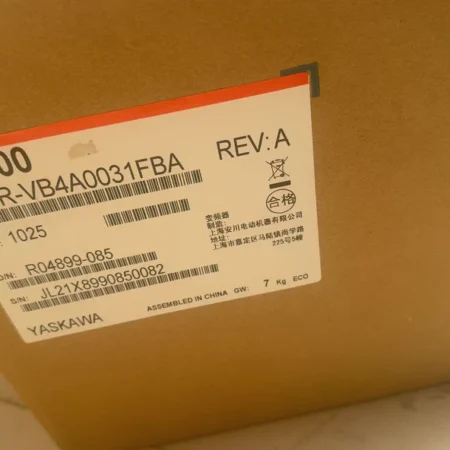 00
REV:A
R-VB4A0031FBA
合格
: 1025
变频器
制造:
上海安川电动机器有限公司
地址:
上海市嘉定区马陆镇尚学路
225号5幢
O/N: R04899-085
S/N: JL21X8990850082
ASSEMBLED IN CHINA GW: 7 Kg ECO
YASKAWA